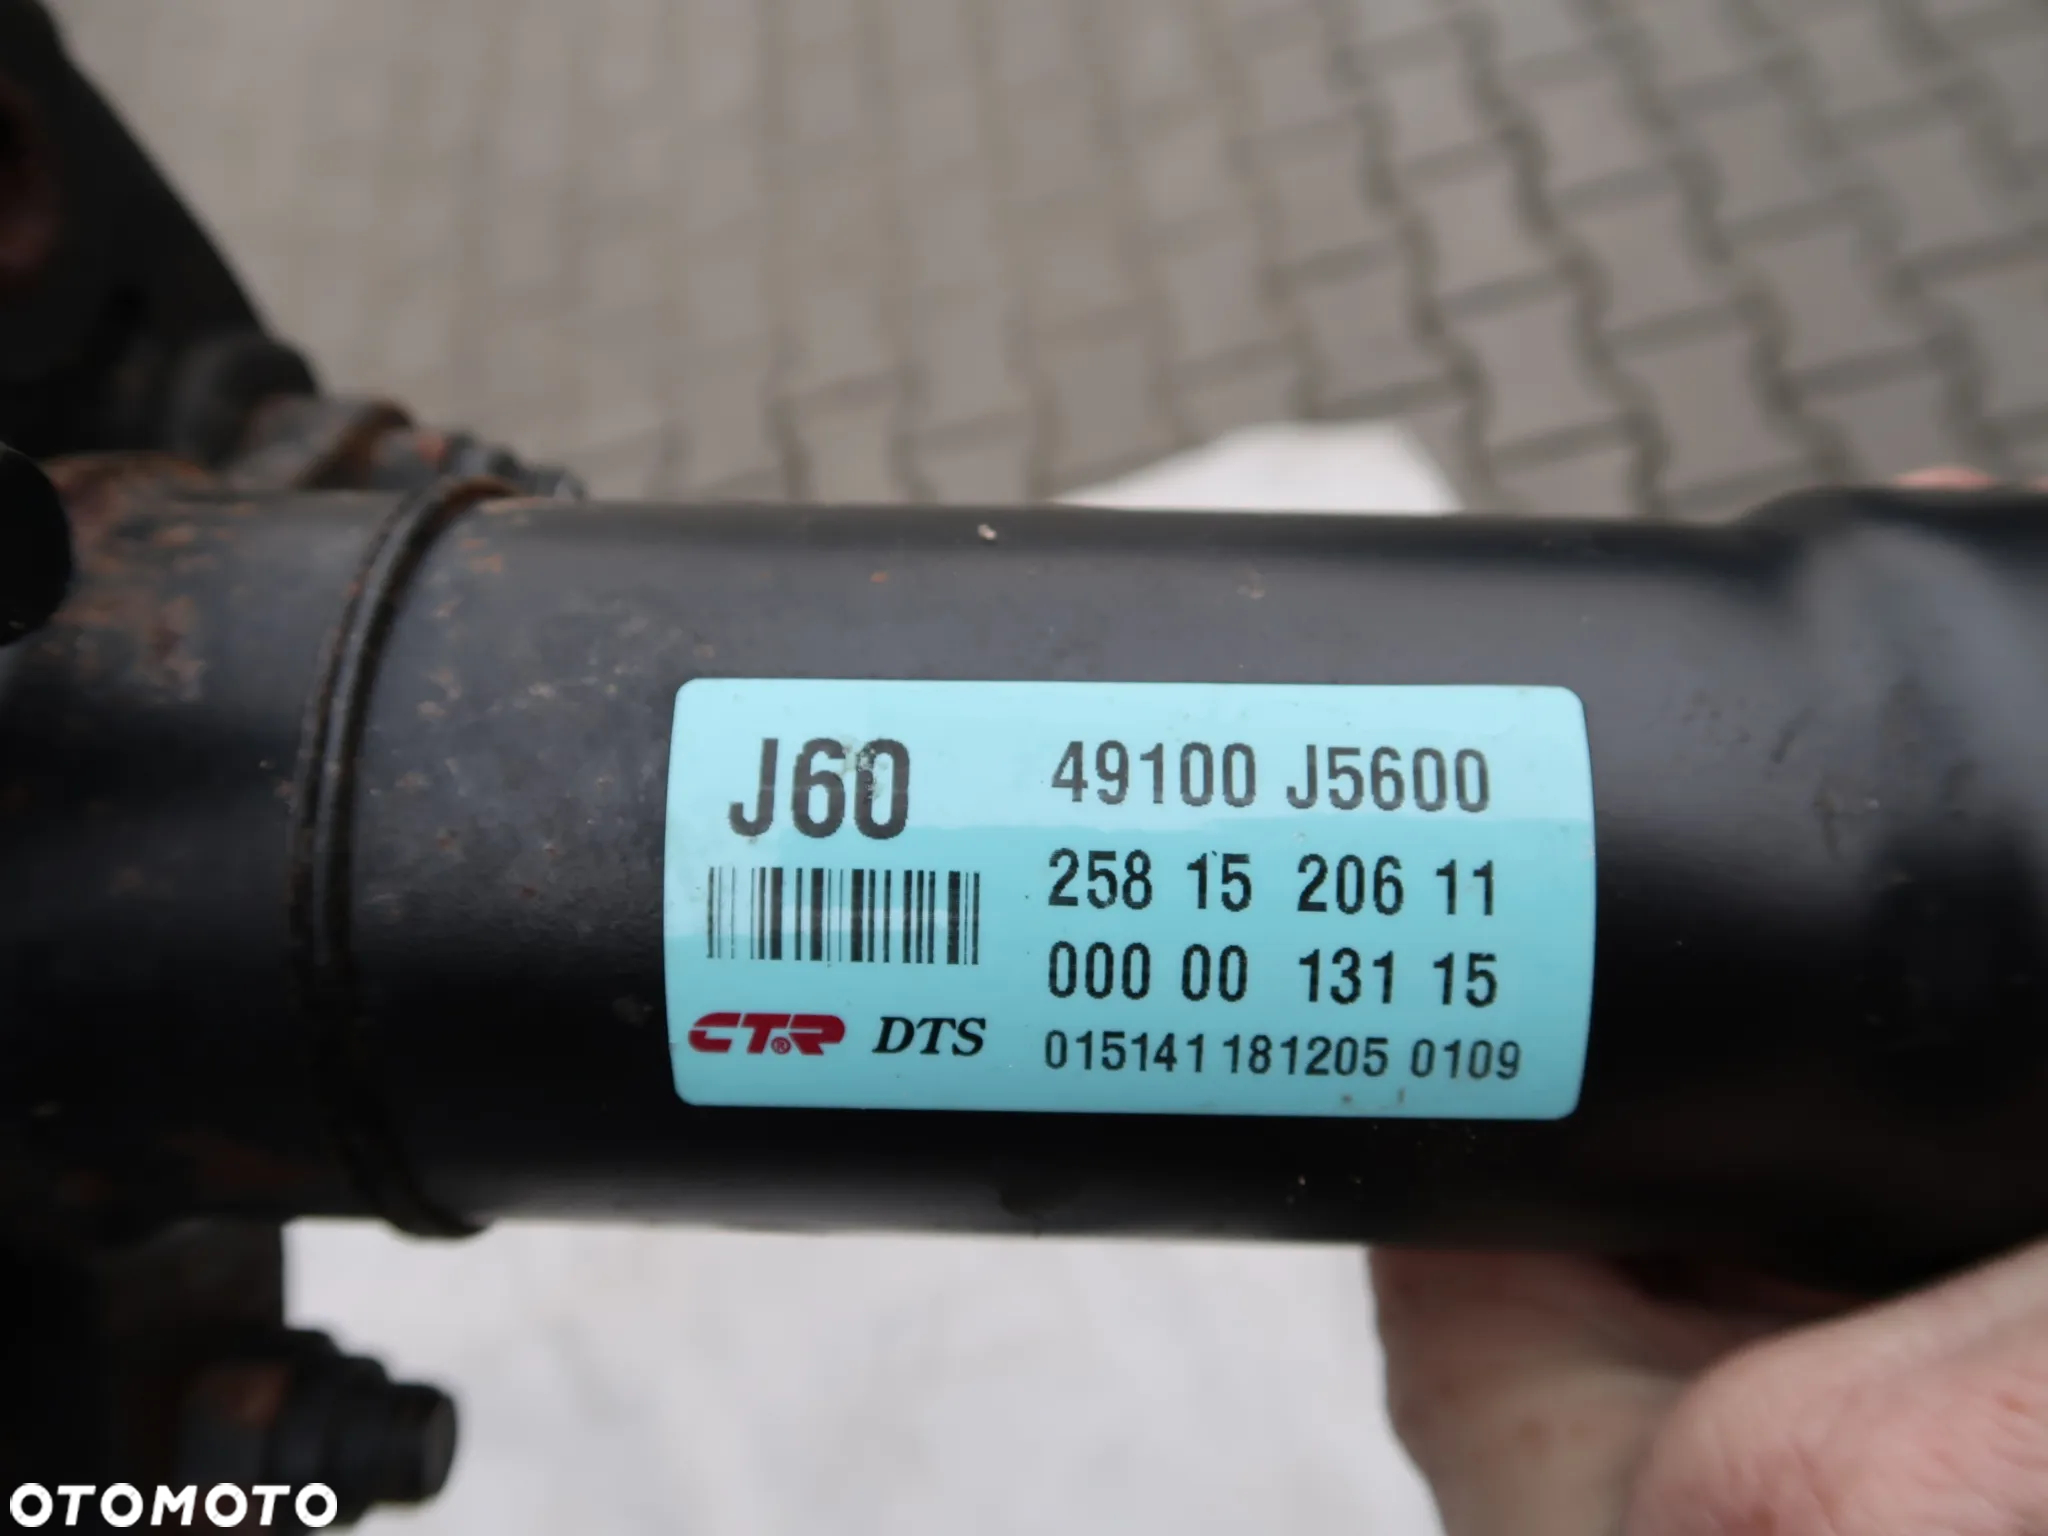 J60
49100 J5600
258 15 206 11
000 00 131 15
CTR® DTS
015141 181205 0109
OTOMOTO